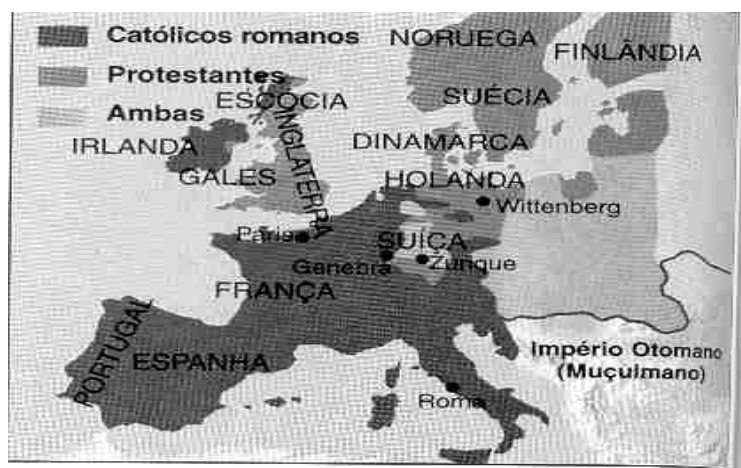 Católicos romanos
Protestantes
Ambas
NORUEGA
FINLÂNDIA
SUÉCIA
ESCÓCIA
IRLANDA
INGLATERRA
GALES
DINAMARCA
HOLANDA
Wittenberg
Paris
SUÍÇA
Genebra
Zurique
FRANÇA
PORTUGAL
ESPANHA
Roma
Império Otomano
(Muçulmano)